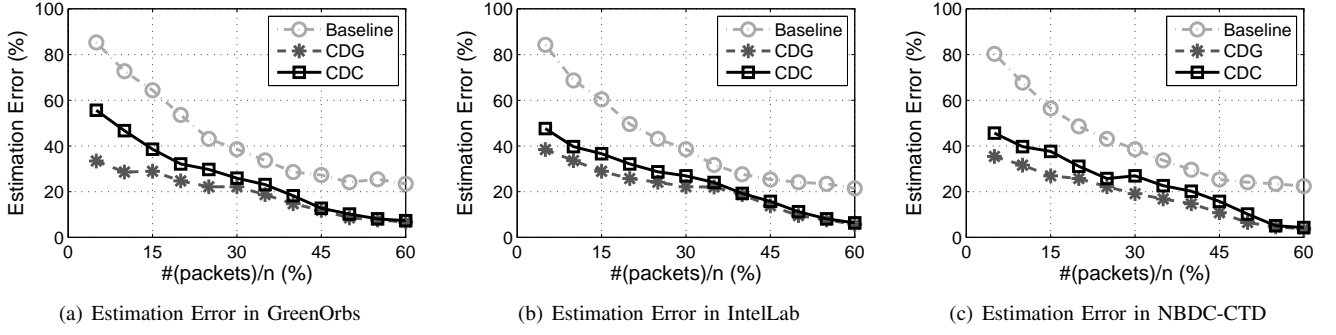 100
80
60
40
20
0
Estimation Error (%)
Baseline
CDG
CDC
0 15 30 45 60
#(packets)/n (%)
(a) Estimation Error in GreenOrbs
100
80
60
40
20
0
Estimation Error (%)
Baseline
CDG
CDC
0 15 30 45 60
#(packets)/n (%)
(b) Estimation Error in IntelLab
100
80
60
40
20
0
Estimation Error (%)
Baseline
CDG
CDC
0 15 30 45 60
#(packets)/n (%)
(c) Estimation Error in NBDC-CTD